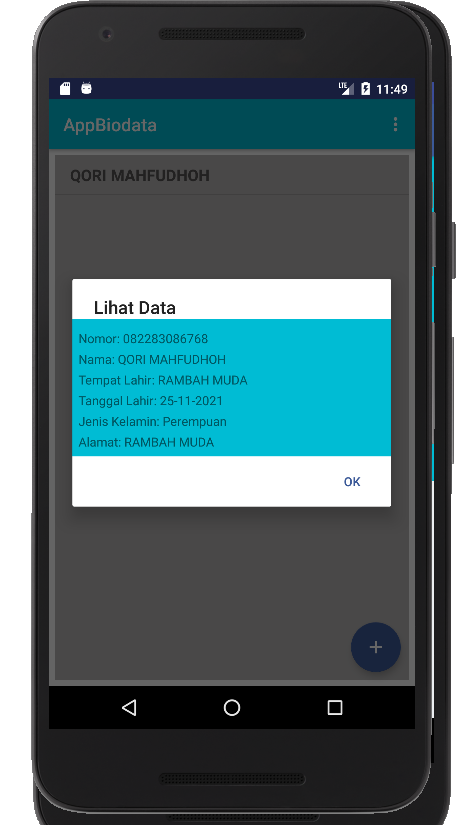 LTE 11:49
AppBiodata
QORI MAHFUDHOH
Lihat Data
Nomor: 082283086768
Nama: QORI MAHFUDHOH
Tempat Lahir: RAMBAH MUDA
Tanggal Lahir: 25-11-2021
Jenis Kelamin: Perempuan
Alamat: RAMBAH MUDA
OK
+